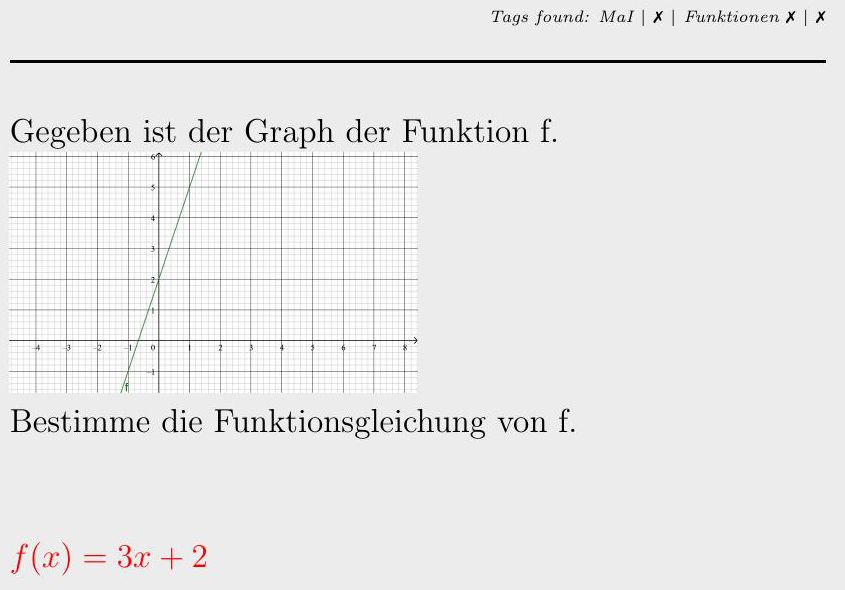 Tags found: MaI | ✗ | Funktionen ✗ | ✗
Gegeben ist der Graph der Funktion f.
6
5
4
3
2
1
-4 -3 -2 -1 0 1 2 3 4 5 6 7 8
-1
f
Bestimme die Funktionsgleichung von f.
f(x) = 3x + 2